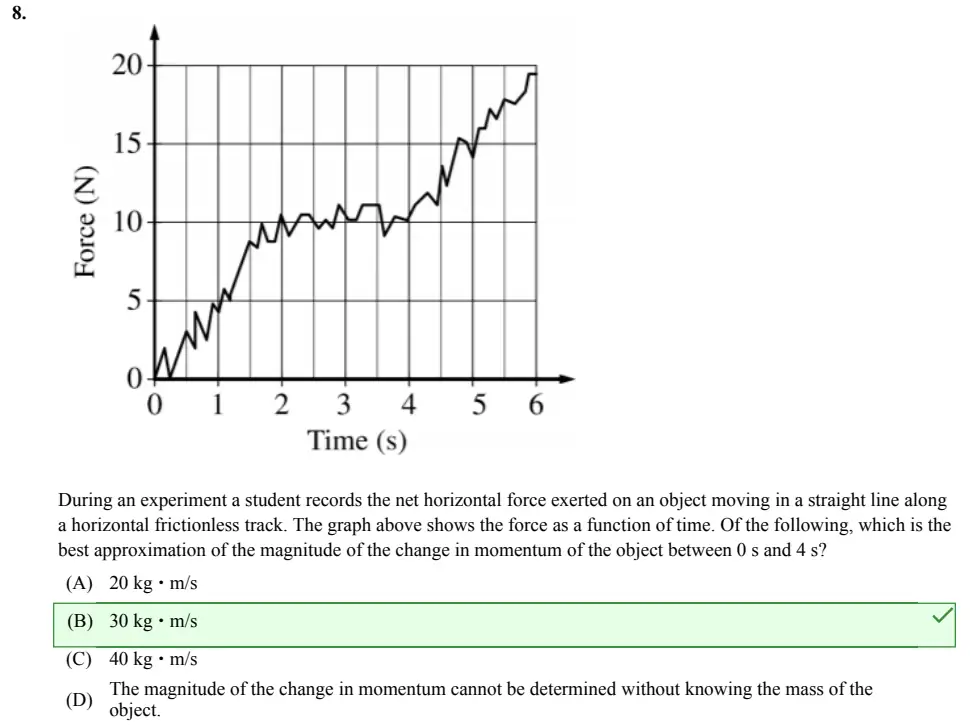 8.
20
15
10
5
0
Force (N)
0 1 2 3 4 5 6
Time (s)
During an experiment a student records the net horizontal force exerted on an object moving in a straight line along
a horizontal frictionless track. The graph above shows the force as a function of time. Of the following, which is the
best approximation of the magnitude of the change in momentum of the object between 0 s and 4 s?
(A) 20 kg • m/s
(B) 30 kg • m/s
(C) 40 kg • m/s
(D) The magnitude of the change in momentum cannot be determined without knowing the mass of the
object.